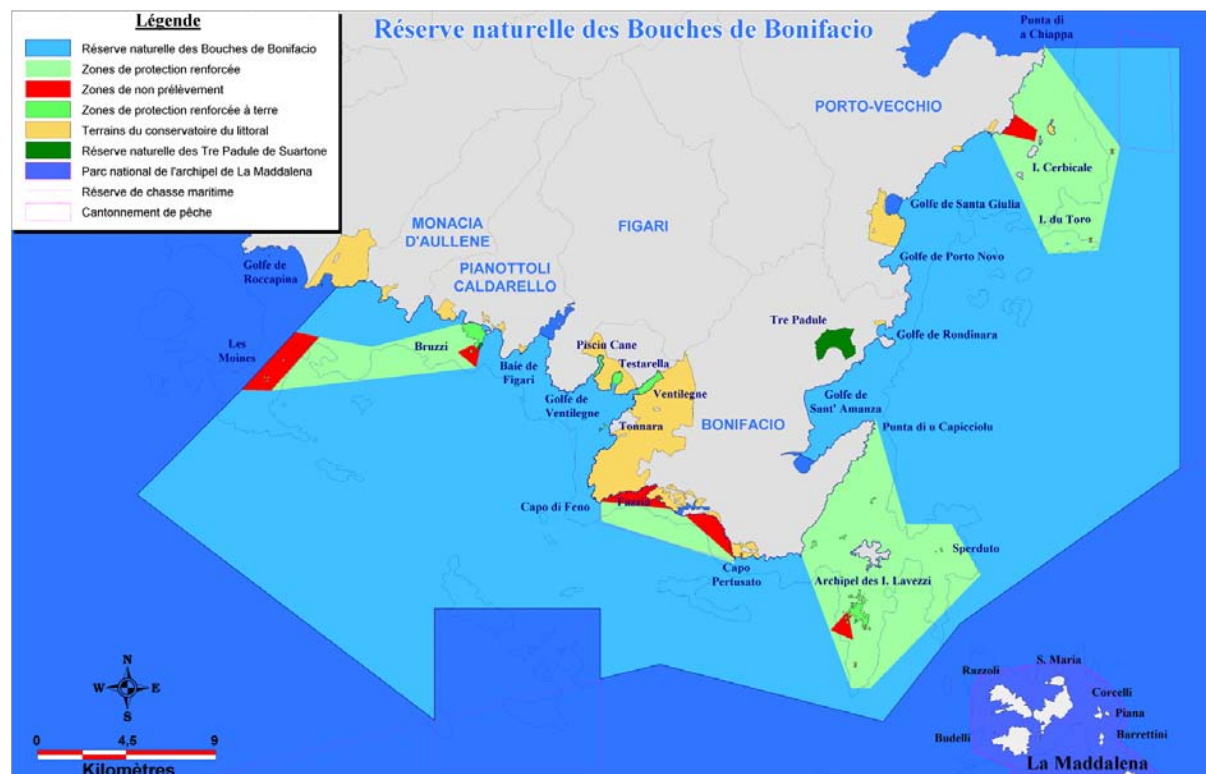 Légende
Réserve naturelle des Bouches de Bonifacio
Zones de protection renforcée
Zones de non prélèvement
Zones de protection renforcée à terre
Terrains du conservatoire du littoral
Réserve naturelle des Tre Padule de Suartone
Parc national de l'archipel de La Maddalena
Réserve de chasse maritime
Cantonnement de pêche
Réserve naturelle des Bouches de Bonifacio
Punta di
a Chiappa
PORTO-VECCHIO
I. Cerbicale
I. du Toro
Golfe de Santa Giulia
Golfe de Porto Novo
MONACIA
D'AULLENE
FIGARI
PIANOTTOLI
CALDARELLO
Golfe de
Roccapina
Tre Padule
Golfe de Rondinara
Les
Moines
Bruzzi
Pisciu Cane
Baie de
Figari
Testarella
Ventilegne
Golfe de
Ventilegne
Golfe de
Sant' Amanza
Tonnara
BONIFACIO
Punta di u Capicciolu
Capo di Feno
Fazzio
Sperduto
Capo
Pertusato
Archipel des I. Lavezzi
N
W
E
S
0
4,5
9
Kilomètres
S. Maria
Razzoli
Corcelli
Piana
Budelli
Barrettini
La Maddalena